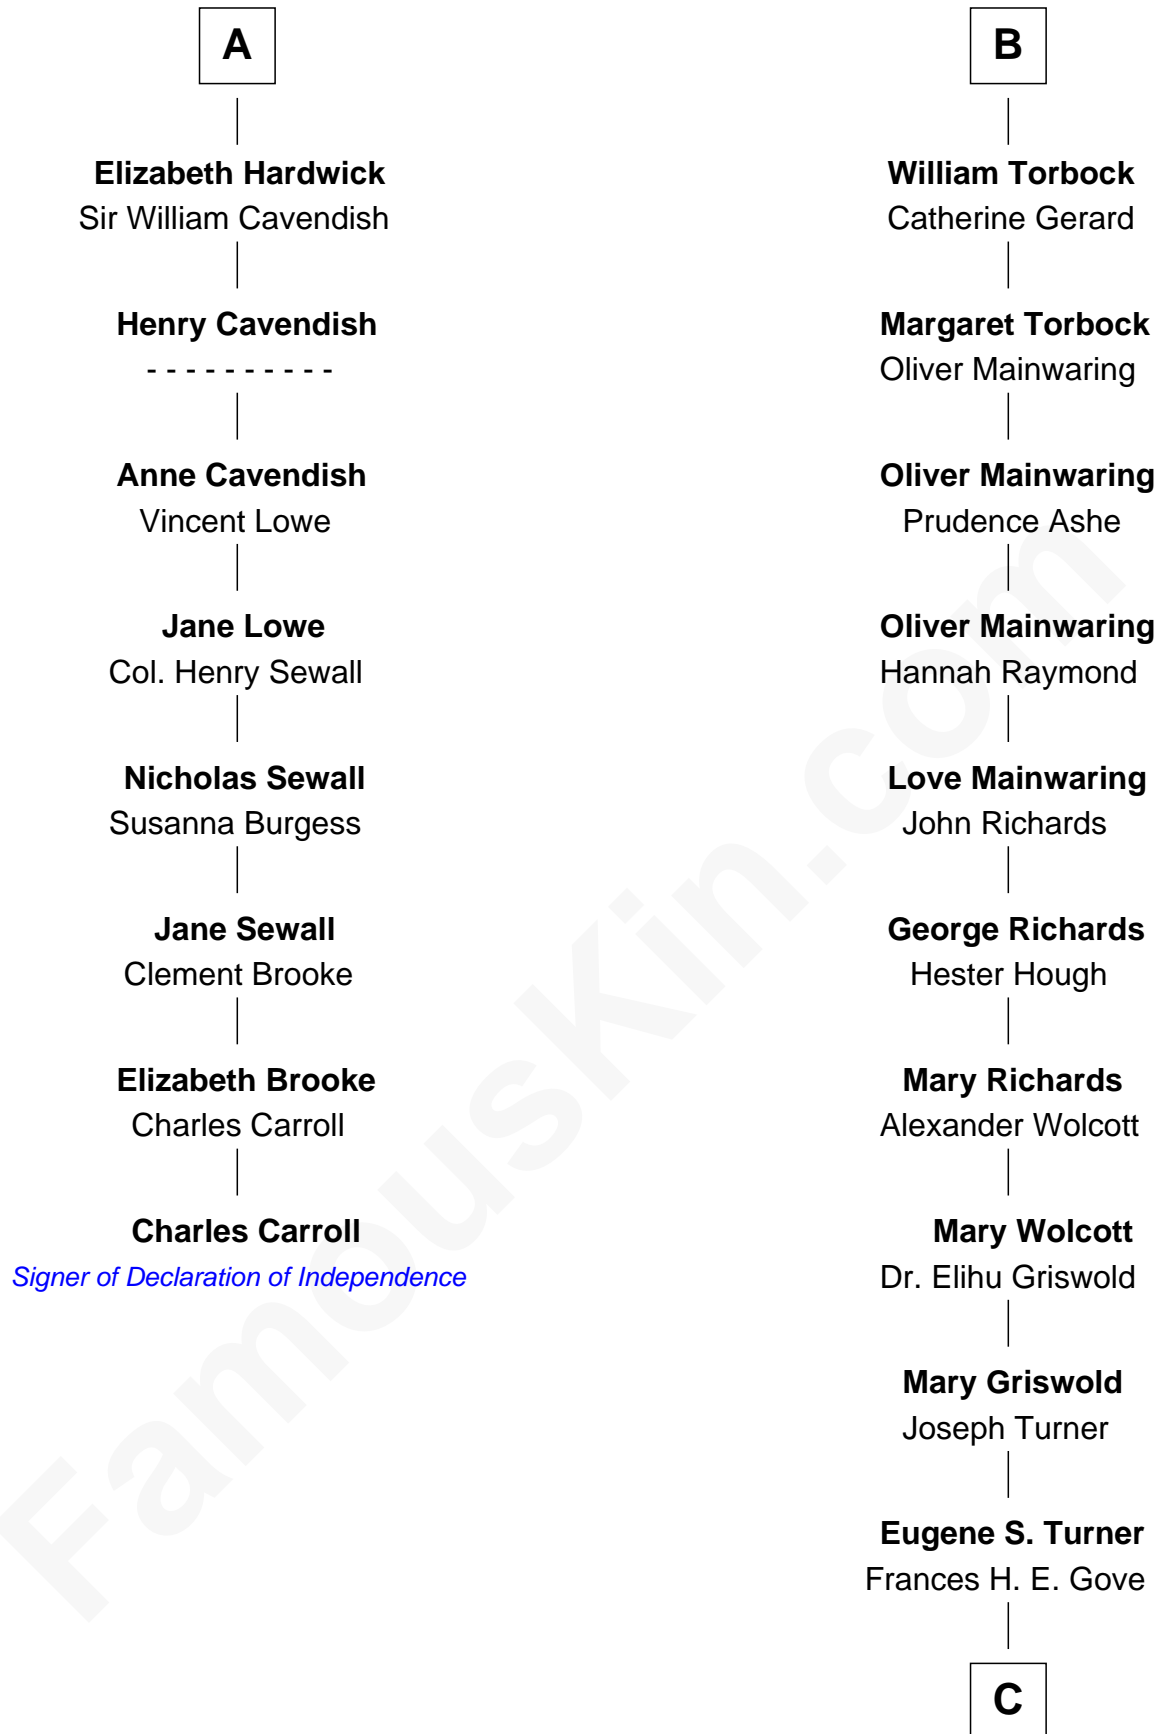 A
Elizabeth Hardwick
Sir William Cavendish
Henry Cavendish
- - - - - - - - - -
Anne Cavendish
Vincent Lowe
Jane Lowe
Col. Henry Sewall
Nicholas Sewall
Susanna Burgess
Jane Sewall
Clement Brooke
Elizabeth Brooke
Charles Carroll
Charles Carroll
Signer of Declaration of Independence
B
William Torbock
Catherine Gerard
Margaret Torbock
Oliver Mainwaring
Oliver Mainwaring
Prudence Ashe
Oliver Mainwaring
Hannah Raymond
Love Mainwaring
John Richards
George Richards
Hester Hough
Mary Richards
Alexander Wolcott
Mary Wolcott
Dr. Elihu Griswold
Mary Griswold
Joseph Turner
Eugene S. Turner
Frances H. E. Gove
C
FamousKin.com